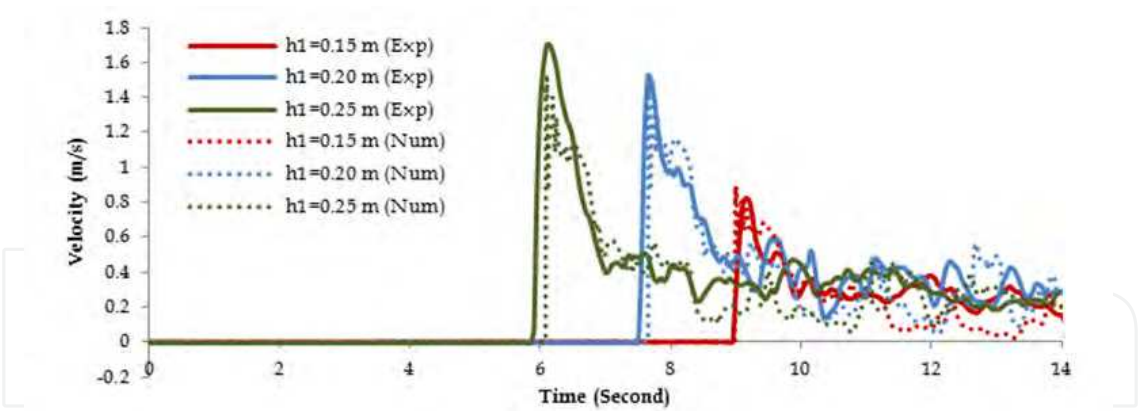 1.8
1.6
1.4
1.2
1
0.8
0.6
0.4
0.2
0
-0.2
Velocity (m/s)
h1=0.15 m (Exp)
h1=0.20 m (Exp)
h1=0.25 m (Exp)
h1=0.15 m (Num)
h1=0.20 m (Num)
h1=0.25 m (Num)
0 2 4 6 8 10 12 14
Time (Second)